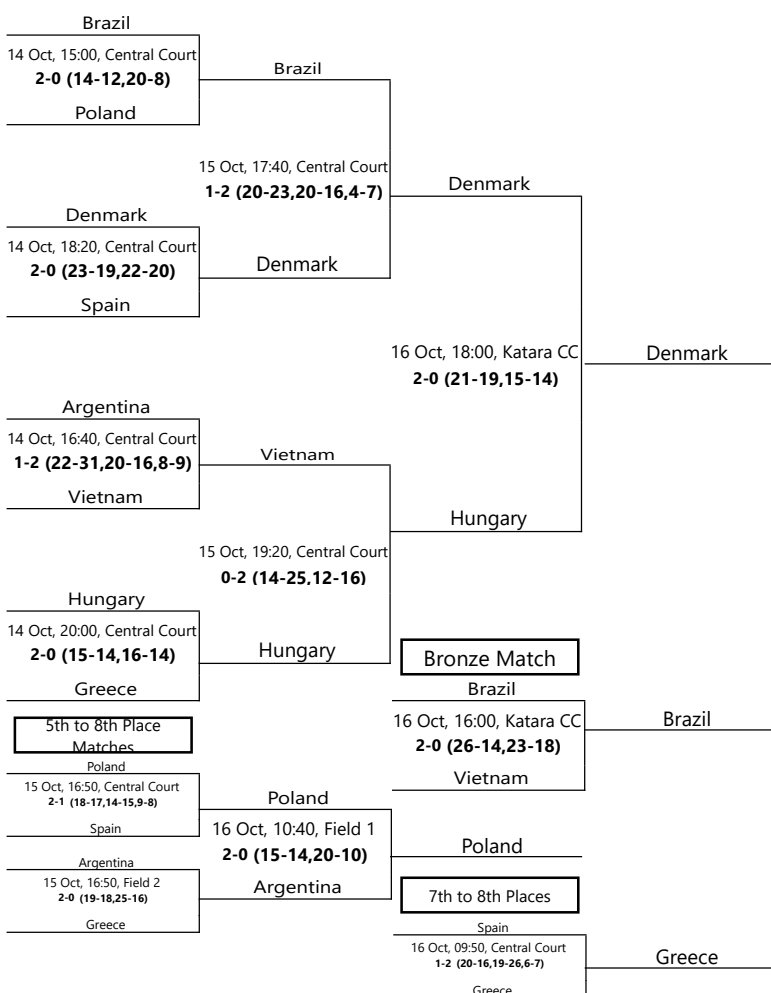 Brazil
14 Oct, 15:00, Central Court
2-0 (14-12,20-8)
Poland
Brazil
15 Oct, 17:40, Central Court
1-2 (20-23,20-16,4-7)
Denmark
Denmark
14 Oct, 18:20, Central Court
2-0 (23-19,22-20)
Spain
Denmark
16 Oct, 18:00, Katara CC
2-0 (21-19,15-14)
Denmark
Argentina
14 Oct, 16:40, Central Court
1-2 (22-31,20-16,8-9)
Vietnam
Vietnam
15 Oct, 19:20, Central Court
0-2 (14-25,12-16)
Hungary
Hungary
14 Oct, 20:00, Central Court
2-0 (15-14,16-14)
Greece
Hungary
Bronze Match
Brazil
16 Oct, 16:00, Katara CC
2-0 (26-14,23-18)
Vietnam
Brazil
5th to 8th Place
Matches
Poland
15 Oct, 16:50, Central Court
2-1 (18-17,14-15,9-8)
Spain
Poland
16 Oct, 10:40, Field 1
2-0 (15-14,20-10)
Argentina
Poland
Argentina
15 Oct, 16:50, Field 2
2-0 (19-18,25-16)
Greece
7th to 8th Places
Spain
16 Oct, 09:50, Central Court
1-2 (20-16,19-26,6-7)
Greece
Greece